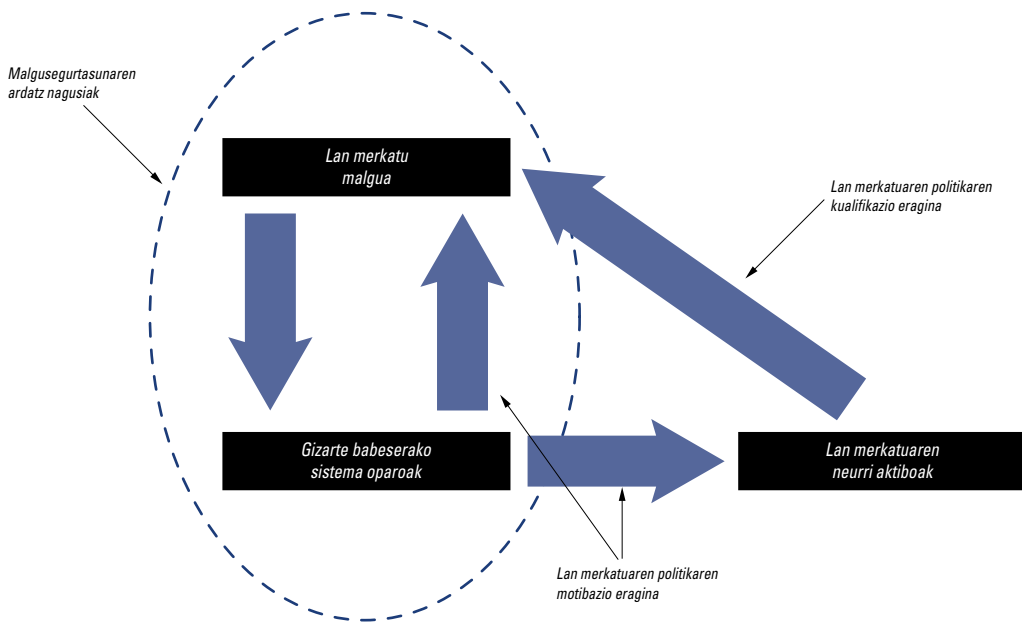 Malgusegurtasunaren
ardatz nagusiak
Lan merkatu
malgua
Lan merkatuaren politikaren
kualifikazio eragina
Gizarte babeserako
sistema oparoak
Lan merkatuaren
neurri aktiboak
Lan merkatuaren politikaren
motibazio eragina